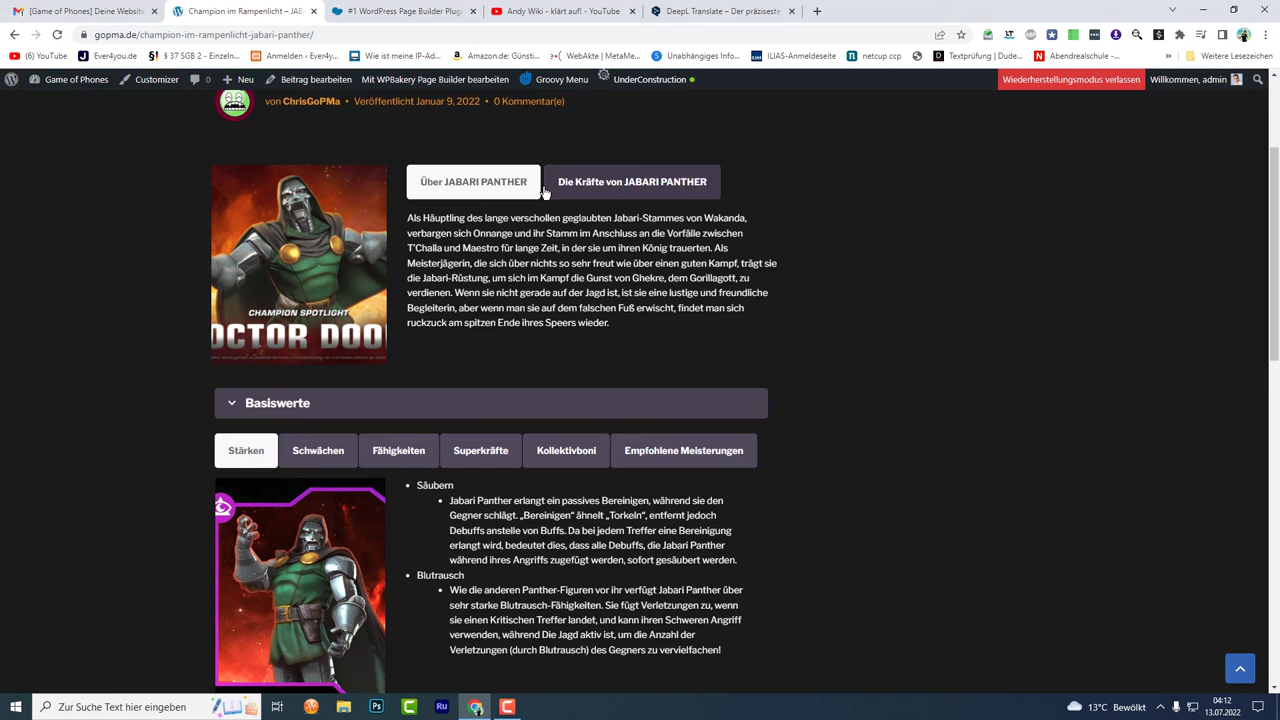 [Game of Phones] Deine Website
Champion im Rampenlicht – JAB
#1 WordPress Page Builder Plugi
Andy Wiki - klärt auf! - YouTube
DeepL Translate – Der präziseste
gopma.de/champion-im-rampenlicht-jabari-panther/
(6) YouTube
Ever4you.de
§ 37 SGB 2 - Einzeln...
Anmelden ‹ Ever4yo...
Wie ist meine IP-Ad...
Amazon.de: Günsti...
·WebAkte | MetaMe...
Unabhängiges Info...
ILIAS-Anmeldeseite
netcup ccp
Textprüfung - Dude...
Abendrealschule - ...
Weitere Lesezeichen
Game of Phones
Customizer
0
Neu
Beitrag bearbeiten
Mit WPBakery Page Builder bearbeiten
Groovy Menu
UnderConstruction
Wiederherstellungsmodus verlassen
Willkommen, admin
von ChrisGoPMa • Veröffentlicht Januar 9, 2022 • 0 Kommentar(e)
Über JABARI PANTHER
Die Kräfte von JABARI PANTHER
Als Häuptling des lange verschollen geglaubten Jabari-Stammes von Wakanda,
verbargen sich Onnange und ihr Stamm im Anschluss an die Vorfälle zwischen
T'Challa und Maestro für lange Zeit, in der sie um ihren König trauerten. Als
Meisterjägerin, die sich über nichts so sehr freut wie über einen guten Kampf, trägt sie
die Jabari-Rüstung, um sich im Kampf die Gunst von Ghekre, dem Gorillagott, zu
verdienen. Wenn sie nicht gerade auf der Jagd ist, ist sie eine lustige und freundliche
Begleiterin, aber wenn man sie auf dem falschen Fuß erwischt, findet man sich
ruckzuck am spitzen Ende ihres Speers wieder.
CHAMPION SPOTLIGHT
OCTOR DOO
Basiswerte
Stärken
Schwächen
Fähigkeiten
Superkräfte
Kollektivboni
Empfohlene Meisterungen
• Säubern
• Jabari Panther erlangt ein passives Bereinigen, während sie den
Gegner schlägt. „Bereinigen" ähnelt „Torkeln", entfernt jedoch
Debuffs anstelle von Buffs. Da bei jedem Treffer eine Bereinigung
erlangt wird, bedeutet dies, dass alle Debuffs, die Jabari Panther
während ihres Angriffs zugefügt werden, sofort gesäubert werden.
• Blutrausch
• Wie die anderen Panther-Figuren vor ihr verfügt Jabari Panther über
sehr starke Blutrausch-Fähigkeiten. Sie fügt Verletzungen zu, wenn
sie einen Kritischen Treffer landet, und kann ihren Schweren Angriff
verwenden, während Die Jagd aktiv ist, um die Anzahl der
Verletzungen (durch Blutrausch) des Gegners zu vervielfachen!
Zur Suche Text hier eingeben
Ps
Ru
13°C Bewölkt
04:12
13.07.2022